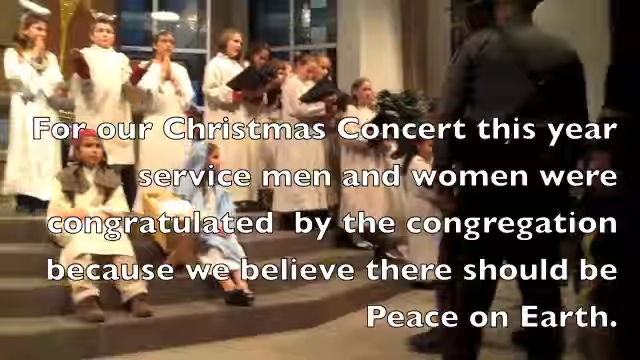 For our Christmas Concert this year
service men and women were
congratulated by the congregation
because we believe there should be
Peace on Earth.